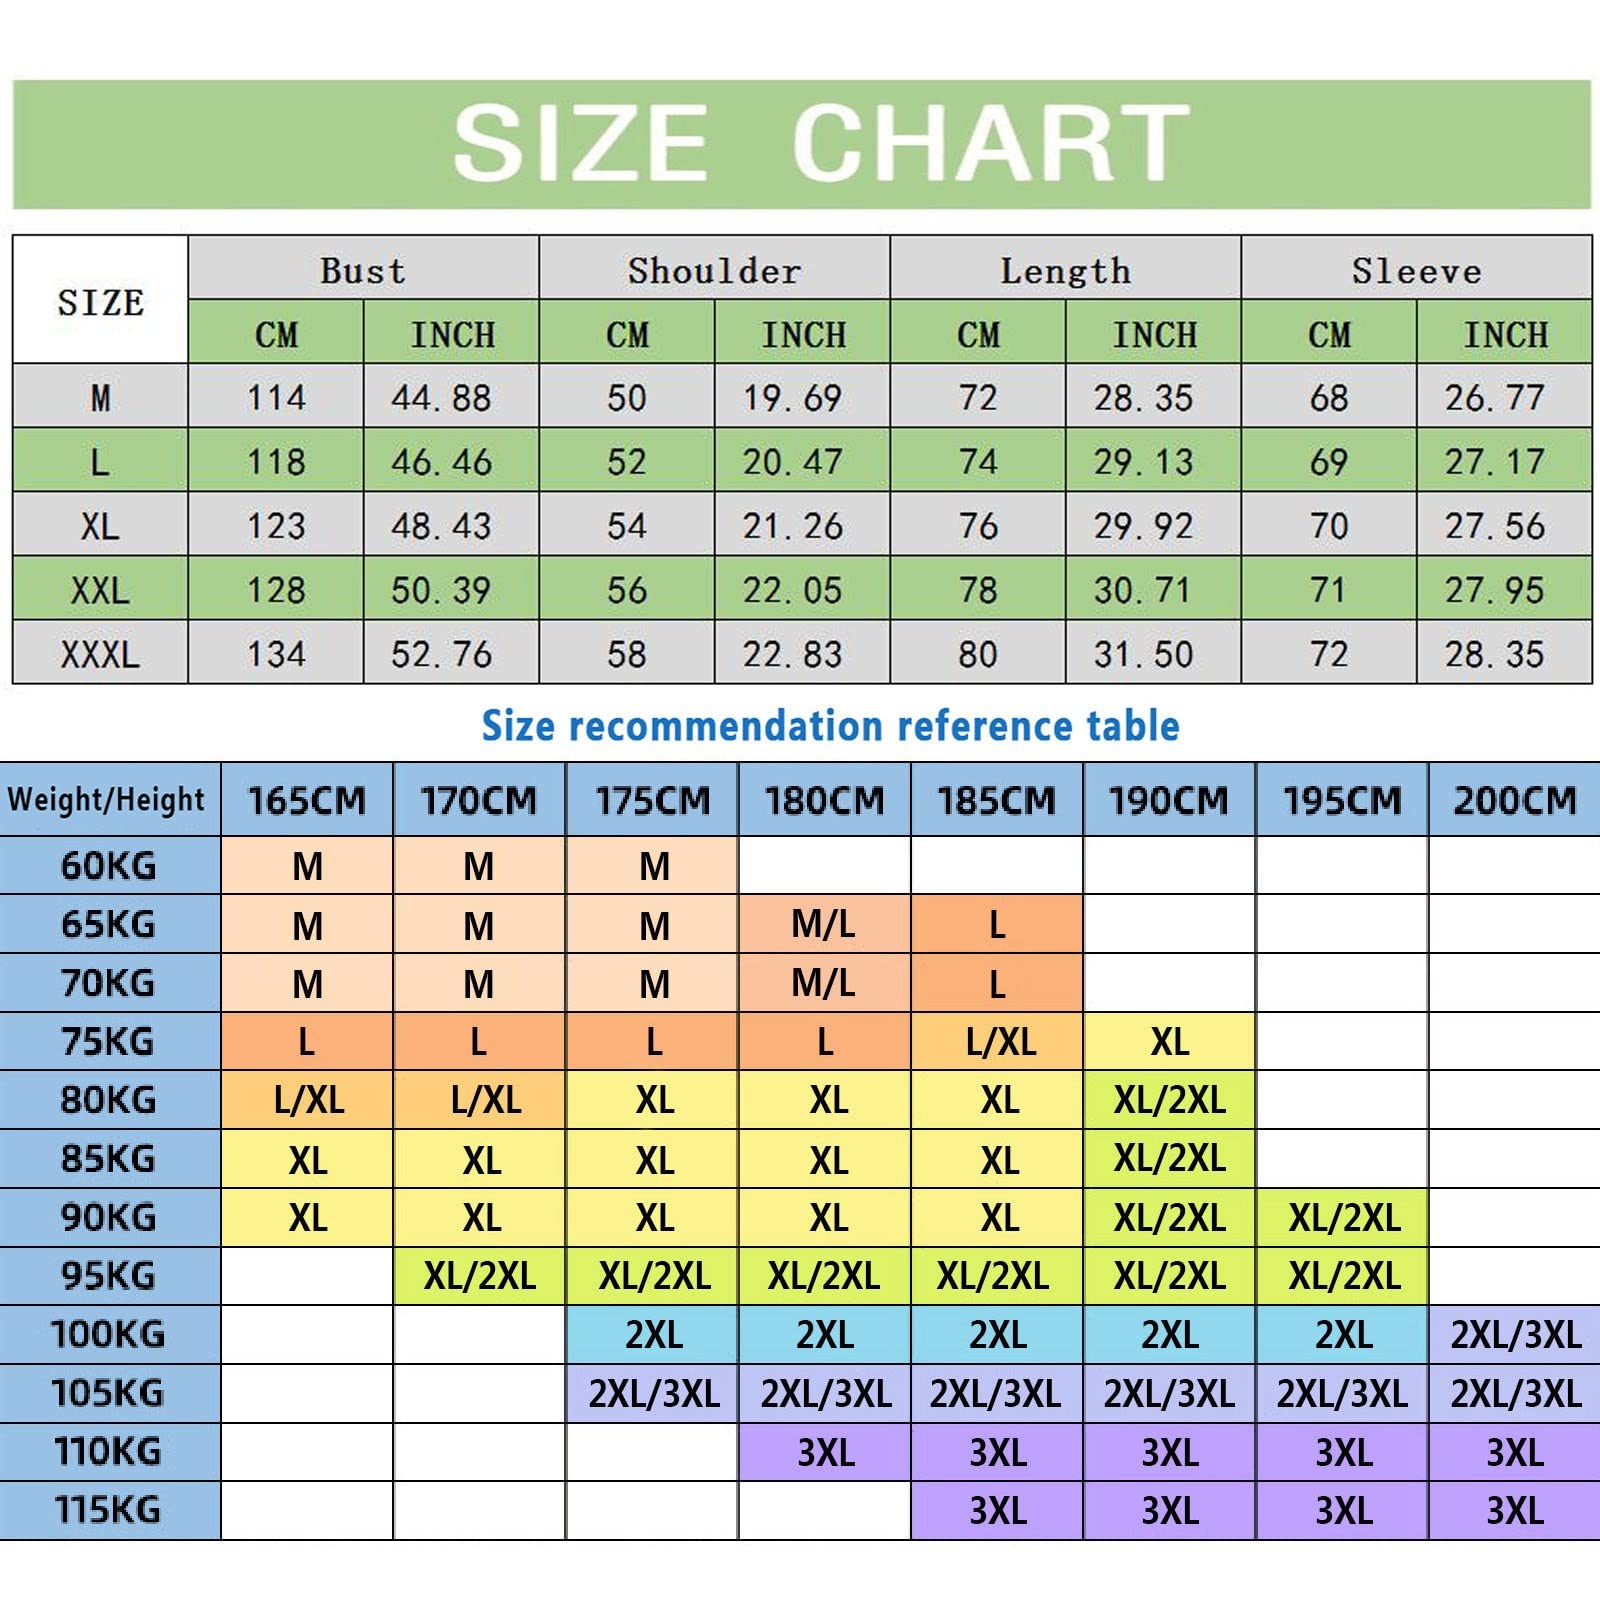 SIZE CHART
SIZE Bust Shoulder Length Sleeve
CM INCH CM INCH CM INCH CM INCH
M 114 44.88 50 19.69 72 28.35 68 26.77
L 118 46.46 52 20.47 74 29.13 69 27.17
XL 123 48.43 54 21.26 76 29.92 70 27.56
XXL 128 50.39 56 22.05 78 30.71 71 27.95
XXXL 134 52.76 58 22.83 80 31.50 72 28.35
Size recommendation reference table
Weight/Height 165CM 170CM 175CM 180CM 185CM 190CM 195CM 200CM
60KG M M M
65KG M M M M/L L
70KG M M M M/L L
75KG L L L L L/XL XL
80KG L/XL L/XL XL XL XL XL/2XL
85KG XL XL XL XL XL XL/2XL
90KG XL XL XL XL XL XL/2XL XL/2XL
95KG XL/2XL XL/2XL XL/2XL XL/2XL XL/2XL XL/2XL
100KG 2XL 2XL 2XL 2XL 2XL 2XL/3XL
105KG 2XL/3XL 2XL/3XL 2XL/3XL 2XL/3XL 2XL/3XL 2XL/3XL
110KG 3XL 3XL 3XL 3XL 3XL
115KG 3XL 3XL 3XL 3XL